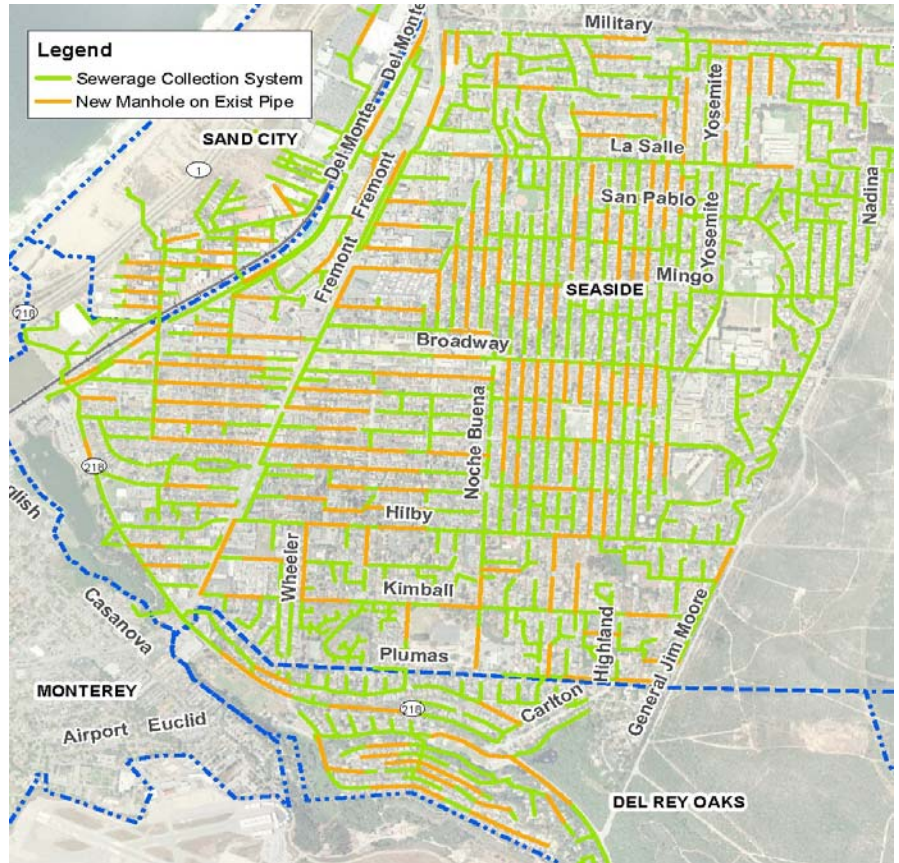 Military
Legend
Sewerage Collection System
New Manhole on Exist Pipe
Del Monte
Yosemite
SAND CITY
La Salle
1
Del Monte
Fremont
San Pablo
Nadina
Yosemite
Fremont
Mingo
SEASIDE
218
Broadway
Noche Buena
218
glish
Hilby
Wheeler
Kimball
Casanova
Highland
General Jim Moore
Plumas
MONTEREY
Carlton
218
Airport
Euclid
DEL REY OAKS